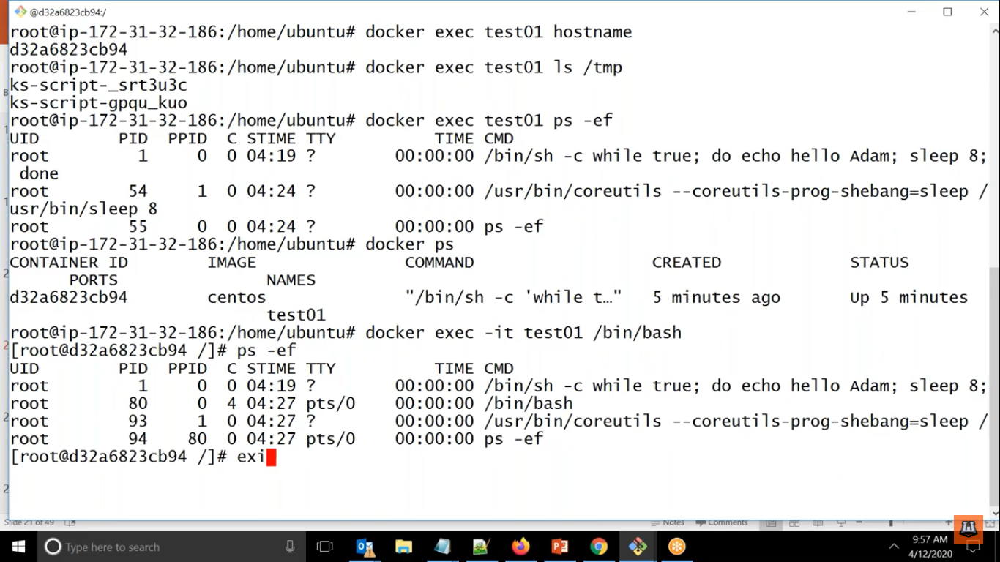 @d32a6823cb94:/
root@ip-172-31-32-186:/home/ubuntu# docker exec test01 hostname
d32a6823cb94
root@ip-172-31-32-186:/home/ubuntu# docker exec test01 ls /tmp
ks-script-_srt3u3c
ks-script-gpqu_kuo
root@ip-172-31-32-186:/home/ubuntu# docker exec test01 ps -ef
UID        PID  PPID  C STIME TTY          TIME CMD
root         1     0  0 04:19 ?        00:00:00 /bin/sh -c while true; do echo hello Adam; sleep 8;
 done
root        54     1  0 04:24 ?        00:00:00 /usr/bin/coreutils --coreutils-prog-shebang=sleep /
usr/bin/sleep 8
root        55     0  0 04:24 ?        00:00:00 ps -ef
root@ip-172-31-32-186:/home/ubuntu# docker ps
CONTAINER ID        IMAGE               COMMAND                  CREATED             STATUS
      PORTS               NAMES
d32a6823cb94        centos              "/bin/sh -c 'while t…"   5 minutes ago       Up 5 minutes
                          test01
root@ip-172-31-32-186:/home/ubuntu# docker exec -it test01 /bin/bash
[root@d32a6823cb94 /]# ps -ef
UID        PID  PPID  C STIME TTY          TIME CMD
root         1     0  0 04:19 ?        00:00:00 /bin/sh -c while true; do echo hello Adam; sleep 8;
root        80     0  4 04:27 pts/0    00:00:00 /bin/bash
root        93     1  0 04:27 ?        00:00:00 /usr/bin/coreutils --coreutils-prog-shebang=sleep /
root        94    80  0 04:27 pts/0    00:00:00 ps -ef
[root@d32a6823cb94 /]# exi
Slide 21 of 49 Notes Comments
Type here to search
9:57 AM
4/12/2020